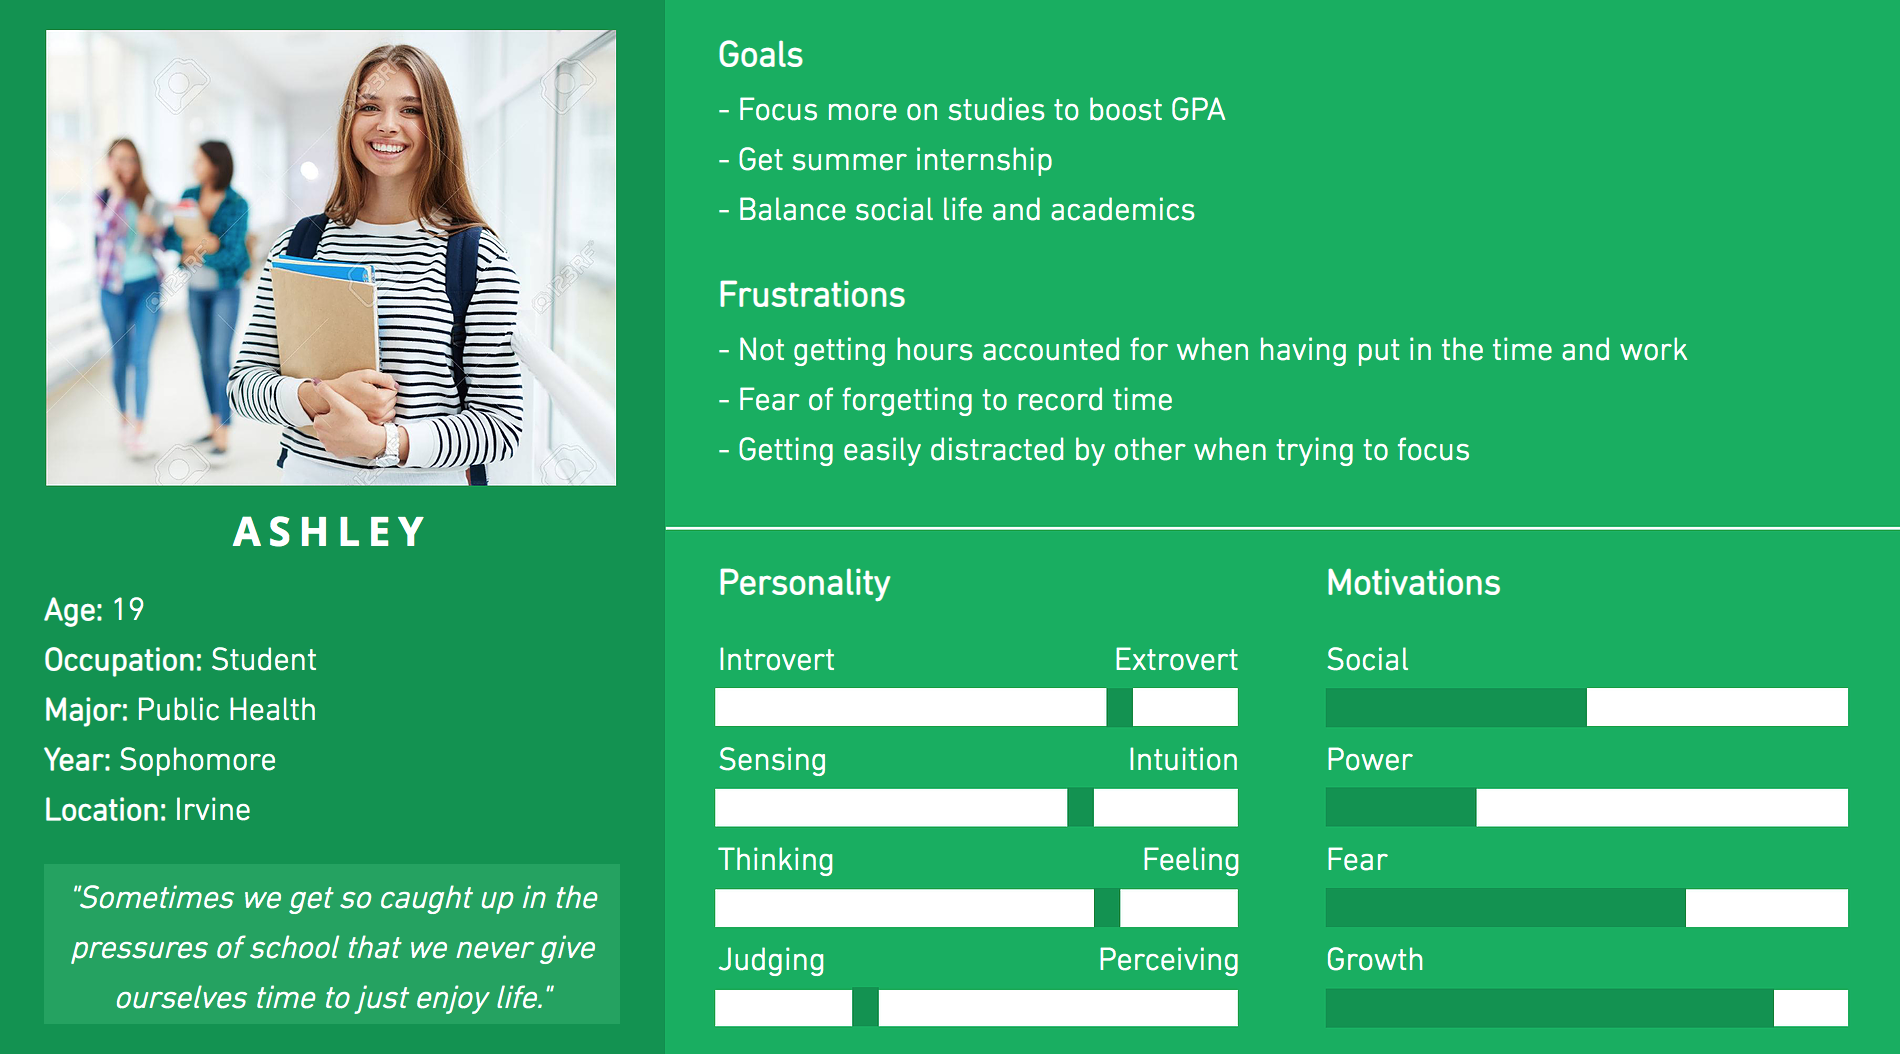 Goals
- Focus more on studies to boost GPA
- Get summer internship
- Balance social life and academics
Frustrations
- Not getting hours accounted for when having put in the time and work
- Fear of forgetting to record time
- Getting easily distracted by other when trying to focus
123RF
123RF
123RF
ASHLEY
Age: 19
Occupation: Student
Major: Public Health
Year: Sophomore
Location: Irvine
"Sometimes we get so caught up in the
pressures of school that we never give
ourselves time to just enjoy life."
Personality
Introvert Extrovert
Sensing Intuition
Thinking Feeling
Judging Perceiving
Motivations
Social
Power
Fear
Growth